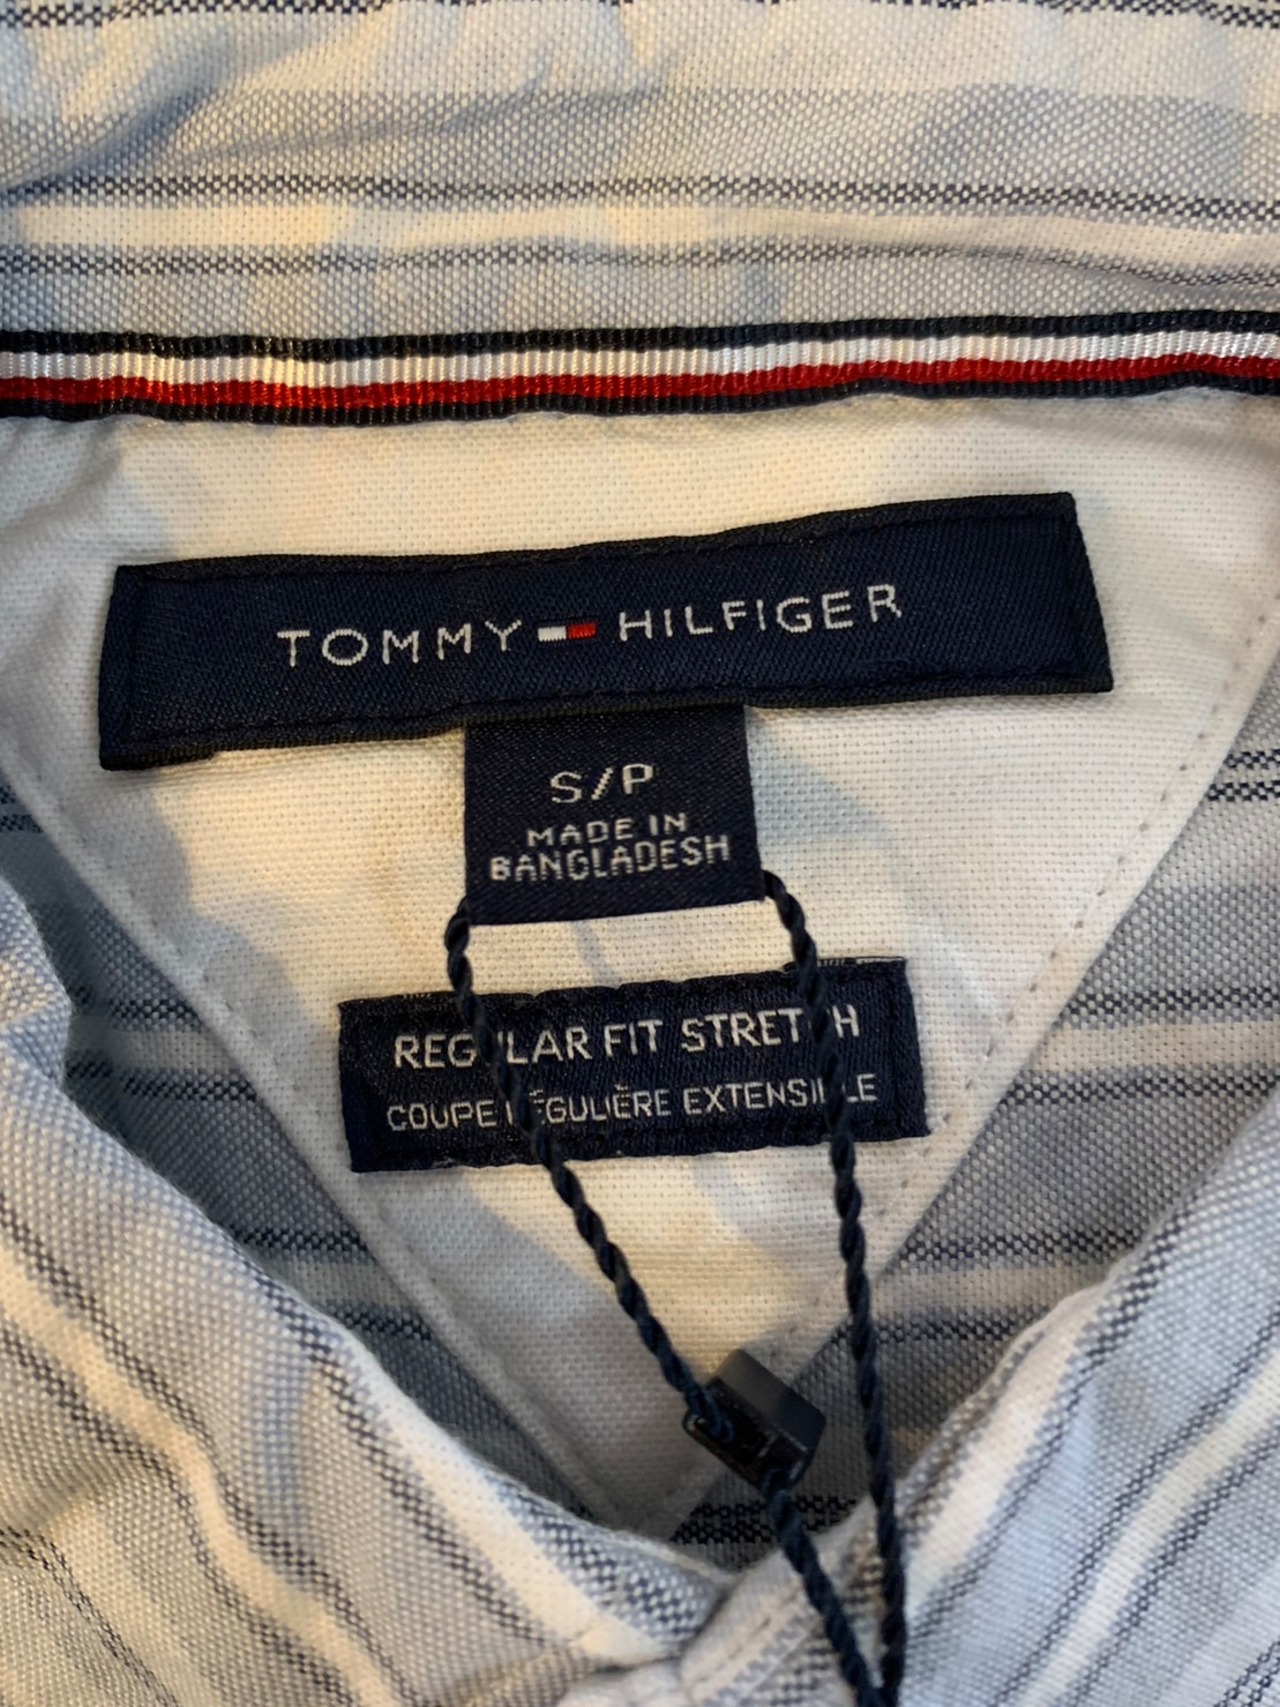 TOMMY HILFIGER
S/P
MADE IN
BANGLADESH
REGULAR FIT STRETCH
COUPE RÉGULIÈRE EXTENSIBLE